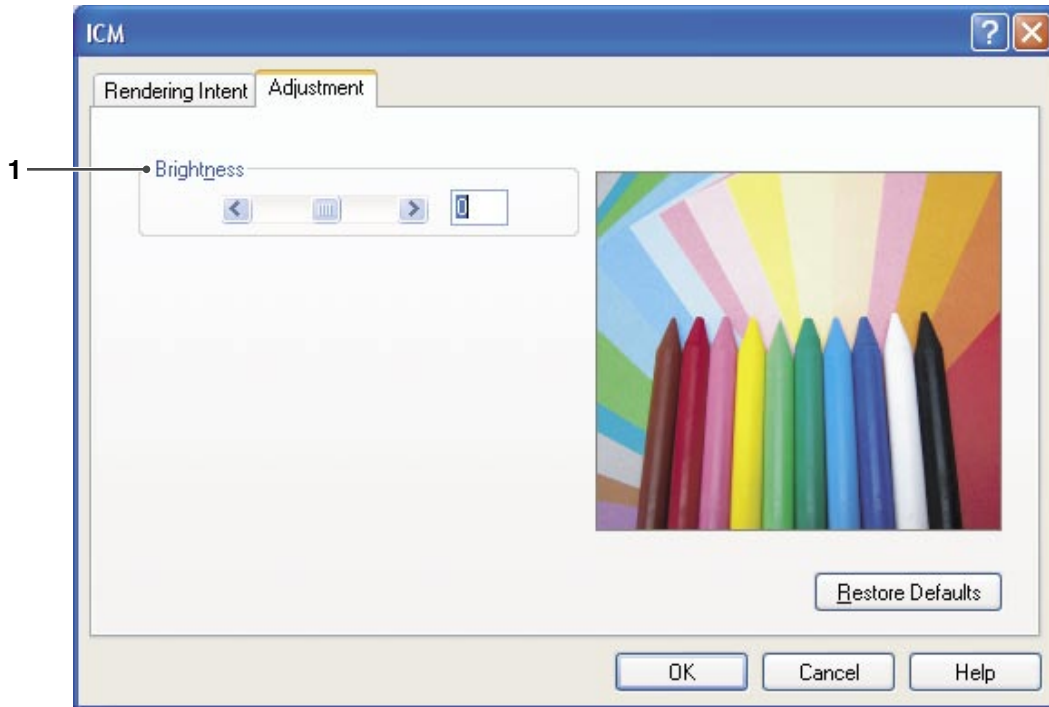 ICM
Rendering Intent Adjustment
1
Brightness
0
Restore Defaults
OK Cancel Help